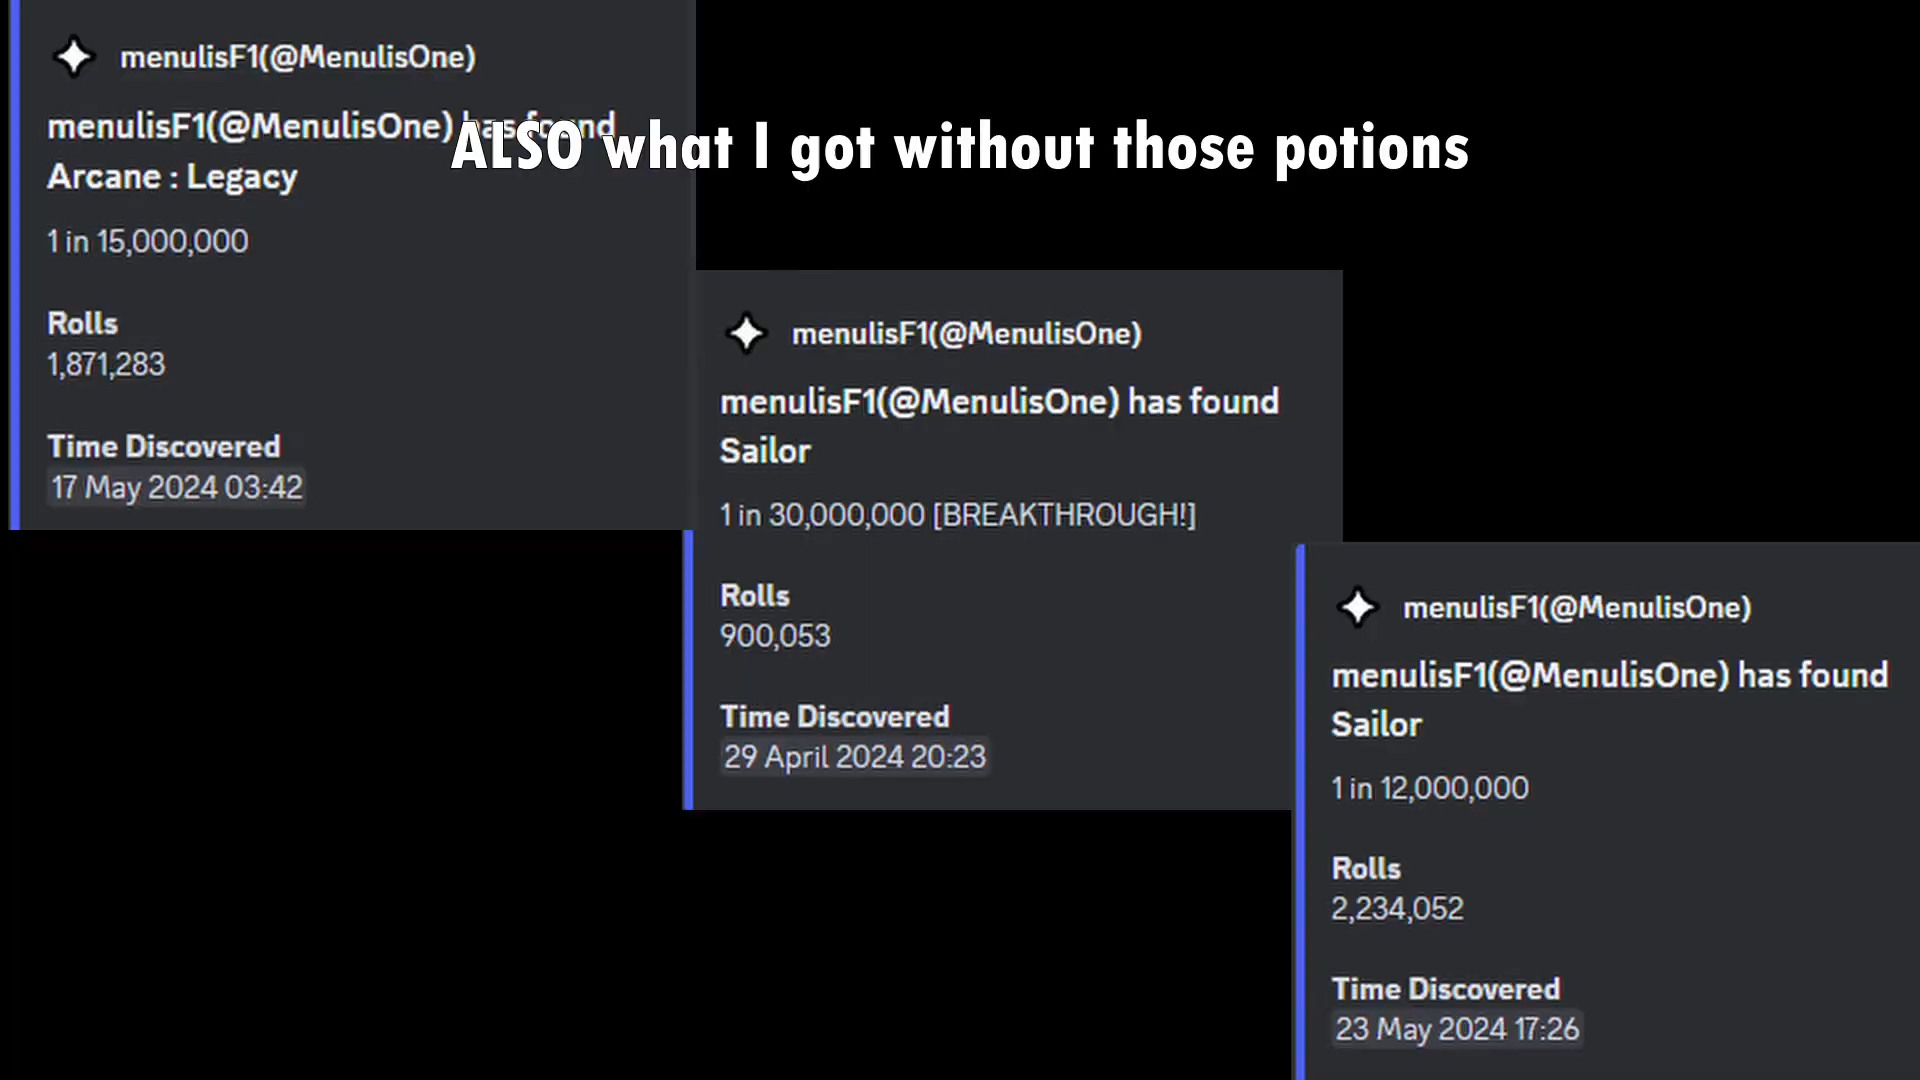 menulisF1(@MenulisOne)
menulisF1(@MenulisOne) has found
Arcane : Legacy
1 in 15,000,000
Rolls
1,871,283
Time Discovered
17 May 2024 03:42
ALSO what I got without those potions
menulisF1(@MenulisOne)
menulisF1(@MenulisOne) has found
Sailor
1 in 30,000,000 [BREAKTHROUGH!]
Rolls
900,053
Time Discovered
29 April 2024 20:23
menulisF1(@MenulisOne)
menulisF1(@MenulisOne) has found
Sailor
1 in 12,000,000
Rolls
2,234,052
Time Discovered
23 May 2024 17:26